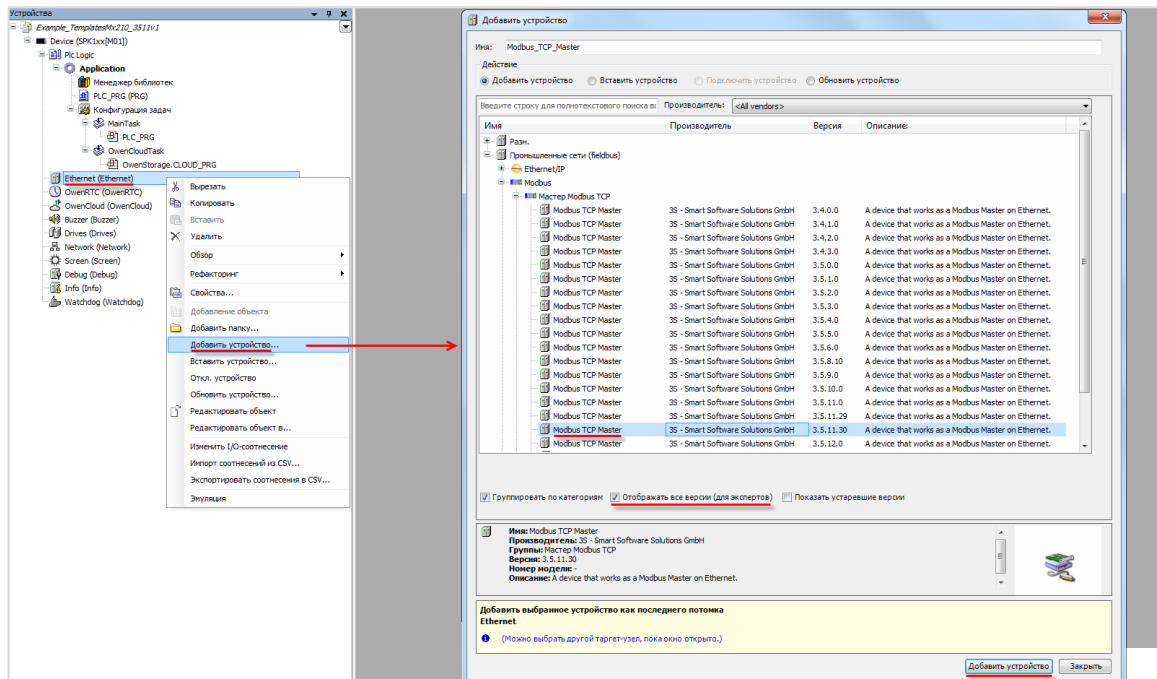 Устройства
Example_TemplatesMx210_3511v1
Device (SPK1xx[M01])
Plc Logic
Application
Менеджер библиотек
PLC_PRG (PRG)
Конфигурация задач
MainTask
PLC_PRG
OwenCloudTask
OwenStorage.CLOUD_PRG
Ethernet (Ethernet)
OwenRTC (OwenRTC)
OwenCloud (OwenCloud)
Buzzer (Buzzer)
Drives (Drives)
Network (Network)
Screen (Screen)
Debug (Debug)
Info (Info)
Watchdog (Watchdog)
Вырезать
Копировать
Вставить
Удалить
Обзор
Рефакторинг
Свойства...
Добавление объекта
Добавить папку...
Добавить устройство...
Вставить устройство...
Откл. устройство
Обновить устройство...
Редактировать объект
Редактировать объект в...
Изменить I/O-соотнесение
Импорт соотнесений из CSV...
Экспортировать соотнесения в CSV...
Эмуляция
Добавить устройство
Имя: Modbus_TCP_Master
Действие
Добавить устройство Вставить устройство Подключить устройство Обновить устройство
Введите строку для полнотекстового поиска в Производитель: <All vendors>
Имя Производитель Версия Описание:
Разн.
Промышленные сети (fieldbus)
Ethernet/IP
Modbus
Мастер Modbus TCP
Modbus TCP Master 3S - Smart Software Solutions GmbH 3.4.0.0 A device that works as a Modbus Master on Ethernet.
Modbus TCP Master 3S - Smart Software Solutions GmbH 3.4.1.0 A device that works as a Modbus Master on Ethernet.
Modbus TCP Master 3S - Smart Software Solutions GmbH 3.4.2.0 A device that works as a Modbus Master on Ethernet.
Modbus TCP Master 3S - Smart Software Solutions GmbH 3.4.3.0 A device that works as a Modbus Master on Ethernet.
Modbus TCP Master 3S - Smart Software Solutions GmbH 3.5.0.0 A device that works as a Modbus Master on Ethernet.
Modbus TCP Master 3S - Smart Software Solutions GmbH 3.5.1.0 A device that works as a Modbus Master on Ethernet.
Modbus TCP Master 3S - Smart Software Solutions GmbH 3.5.2.0 A device that works as a Modbus Master on Ethernet.
Modbus TCP Master 3S - Smart Software Solutions GmbH 3.5.3.0 A device that works as a Modbus Master on Ethernet.
Modbus TCP Master 3S - Smart Software Solutions GmbH 3.5.4.0 A device that works as a Modbus Master on Ethernet.
Modbus TCP Master 3S - Smart Software Solutions GmbH 3.5.5.0 A device that works as a Modbus Master on Ethernet.
Modbus TCP Master 3S - Smart Software Solutions GmbH 3.5.6.0 A device that works as a Modbus Master on Ethernet.
Modbus TCP Master 3S - Smart Software Solutions GmbH 3.5.8.10 A device that works as a Modbus Master on Ethernet.
Modbus TCP Master 3S - Smart Software Solutions GmbH 3.5.9.0 A device that works as a Modbus Master on Ethernet.
Modbus TCP Master 3S - Smart Software Solutions GmbH 3.5.10.0 A device that works as a Modbus Master on Ethernet.
Modbus TCP Master 3S - Smart Software Solutions GmbH 3.5.11.0 A device that works as a Modbus Master on Ethernet.
Modbus TCP Master 3S - Smart Software Solutions GmbH 3.5.11.29 A device that works as a Modbus Master on Ethernet.
Modbus TCP Master 3S - Smart Software Solutions GmbH 3.5.11.30 A device that works as a Modbus Master on Ethernet.
Modbus TCP Master 3S - Smart Software Solutions GmbH 3.5.12.0 A device that works as a Modbus Master on Ethernet.
Группировать по категориям Отображать все версии (для экспертов) Показать устаревшие версии
Имя: Modbus TCP Master
Производитель: 3S - Smart Software Solutions GmbH
Группы: Мастер Modbus TCP
Версия: 3.5.11.30
Номер модели: -
Описание: A device that works as a Modbus Master on Ethernet.
Добавить выбранное устройство как последнего потомка
Ethernet
(Можно выбрать другой таргет-узел, пока окно открыто.)
Добавить устройство Закрыть